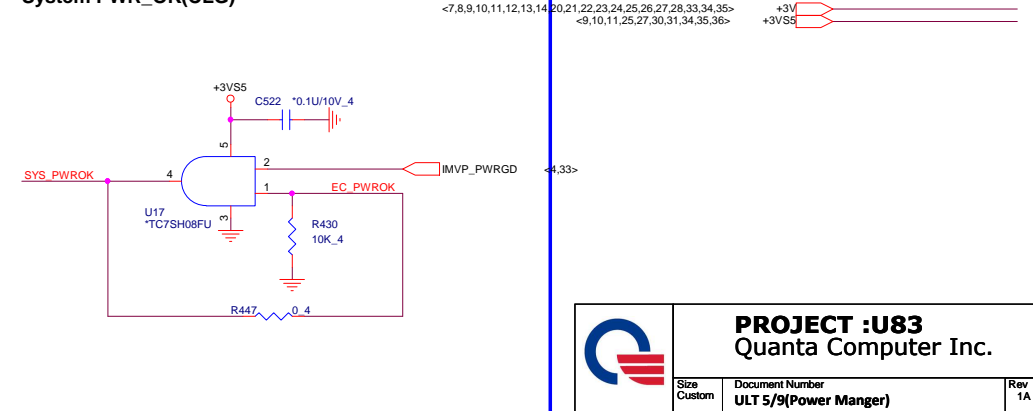 System PWR_OK(CLG)
<7,8,9,10,11,12,13,14,20,21,22,23,24,25,26,27,28,33,34,35>
+3V
<9,10,11,25,27,30,31,34,35,36>
+3VS5
+3VS5
C522
*0.1U/10V_4
5
2
IMVP_PWRGD
<4,33>
SYS_PWROK
4
1
EC_PWROK
U17
*TC7SH08FU
3
R430
10K_4
R447
0_4
PROJECT :U83
Quanta Computer Inc.
Size
Custom
Document Number
ULT 5/9(Power Manger)
Rev
1A